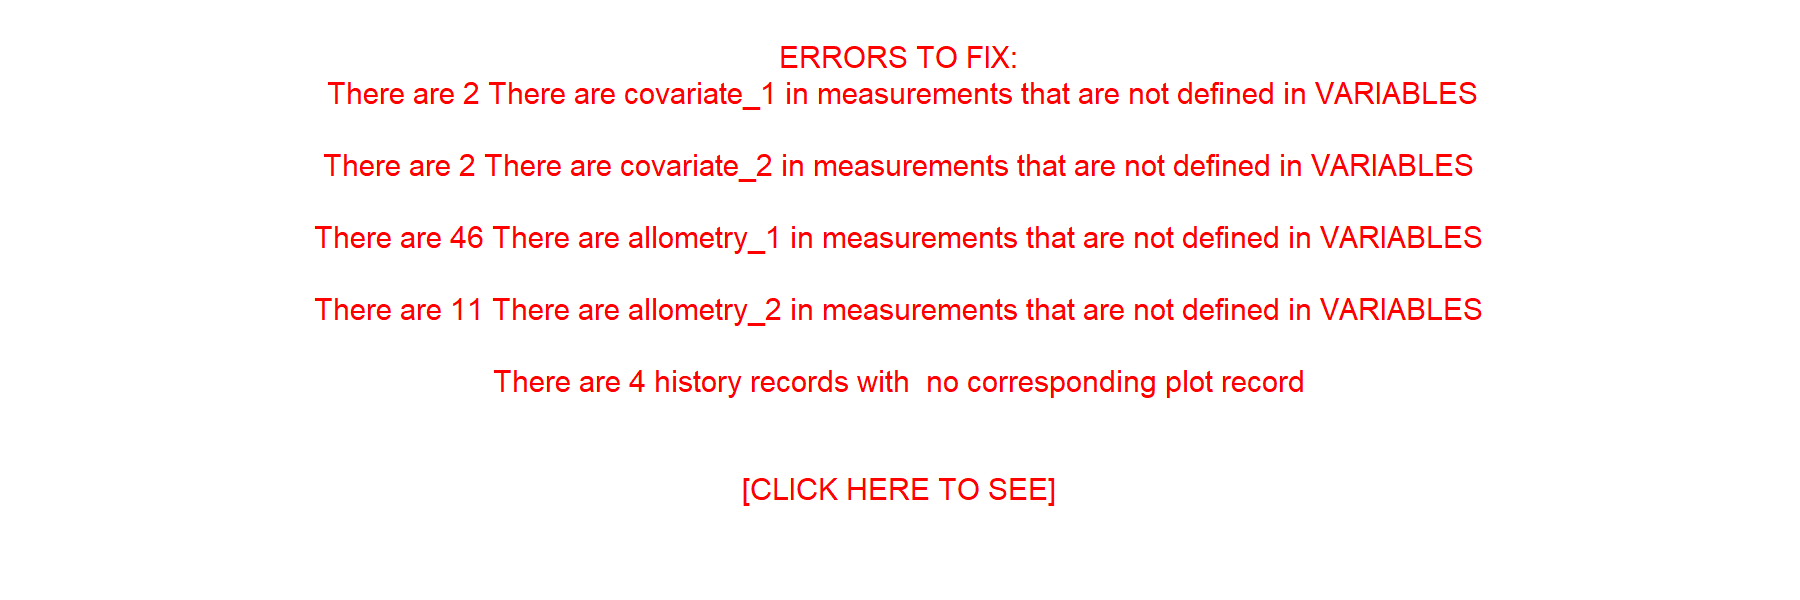 ERRORS TO FIX:
There are 2 There are covariate_1 in measurements that are not defined in VARIABLES
There are 2 There are covariate_2 in measurements that are not defined in VARIABLES
There are 46 There are allometry_1 in measurements that are not defined in VARIABLES
There are 11 There are allometry_2 in measurements that are not defined in VARIABLES
There are 4 history records with  no corresponding plot record
[CLICK HERE TO SEE]